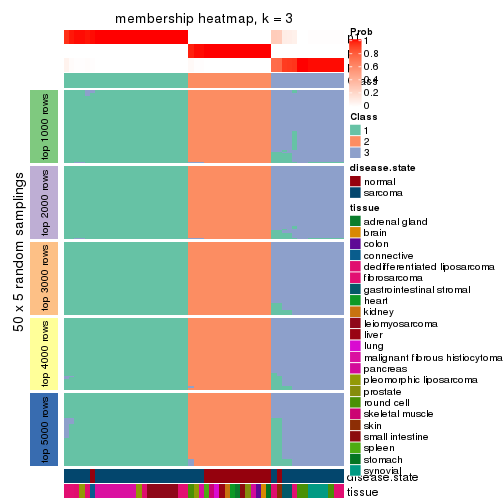 membership heatmap, k = 3
50 x 5 random samplings
top 1000 rows
top 2000 rows
top 3000 rows
top 4000 rows
top 5000 rows
Prob
1
0.8
0.6
0.4
0.2
0
Class
1
2
3
disease.state
normal
sarcoma
tissue
adrenal gland
brain
colon
connective
dedifferentiated liposarcoma
fibrosarcoma
gastrointestinal stromal
heart
kidney
leiomyosarcoma
liver
lung
malignant fibrous histiocytoma
pancreas
pleomorphic liposarcoma
prostate
round cell
skeletal muscle
skin
small intestine
spleen
stomach
synovial
disease.state
tissue